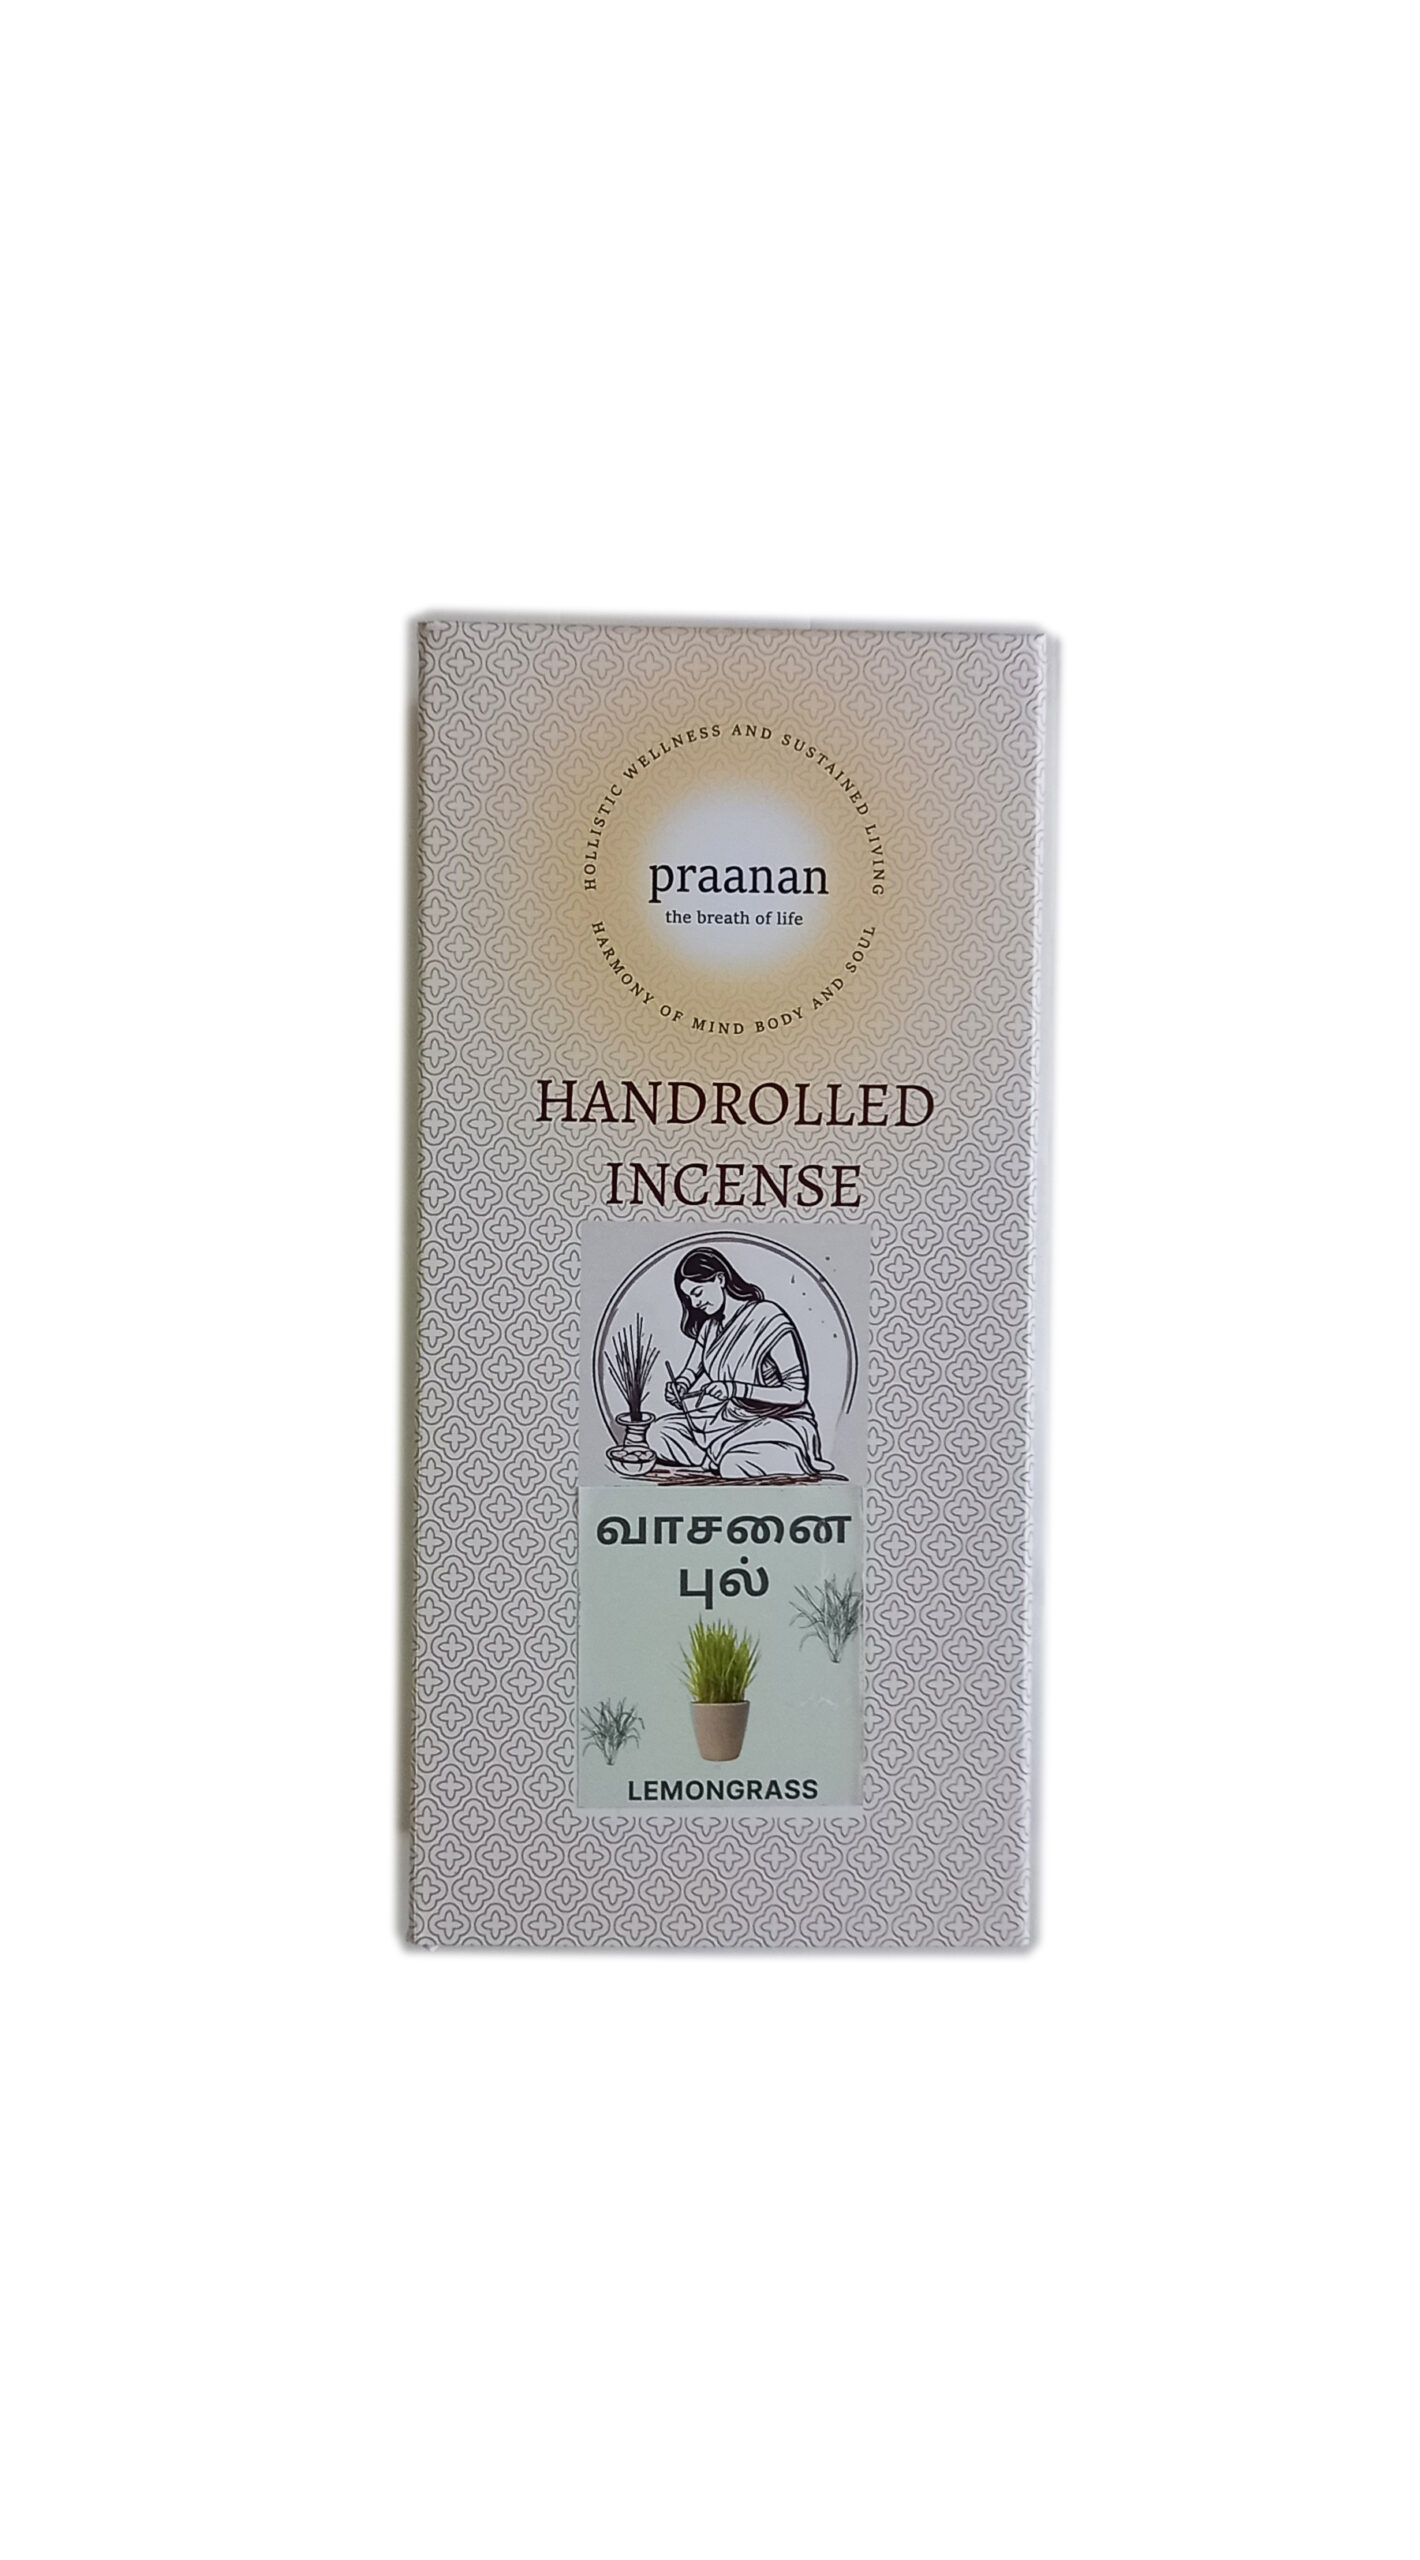 HOLLISTIC WELLNESS AND SUSTAINED LIVING
praanan
the breath of life
HARMONY OF MIND BODY AND SOUL
HANDROLLED
INCENSE
வாசனை
புல்
LEMONGRASS